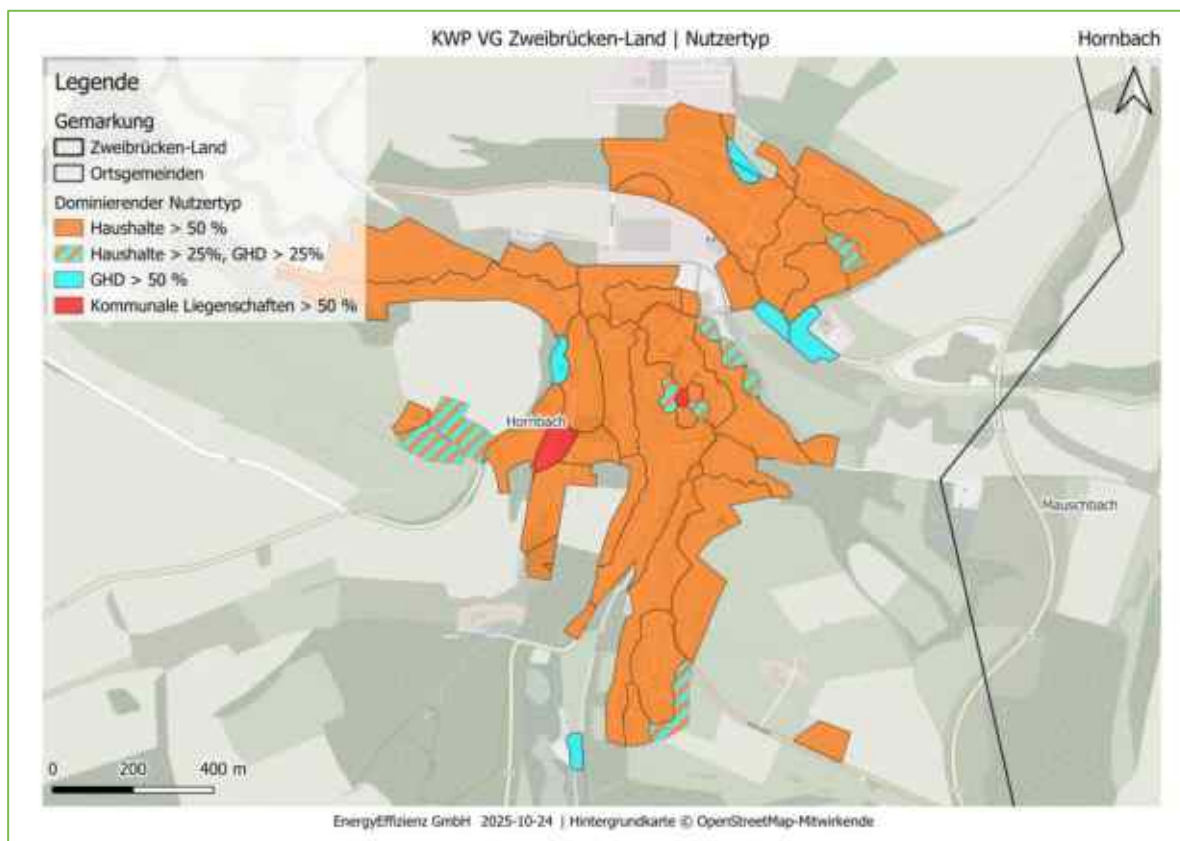 KWP VG Zweibrücken-Land | Nutzertyp
Hornbach
Legende
Gemarkung
Zweibrücken-Land
Ortsgemeinden
Dominierender Nutzertyp
Haushalte > 50 %
Haushalte > 25%, GHD > 25%
GHD > 50 %
Kommunale Liegenschaften > 50 %
Hornbach
Mauschbach
0 200 400 m
EnergyEffizienz GmbH 2025-10-24 | Hintergrundkarte © OpenStreetMap-Mitwirkende